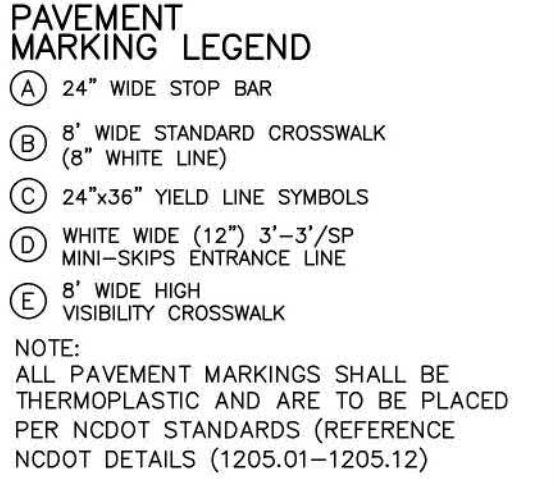 PAVEMENT
MARKING LEGEND
A 24" WIDE STOP BAR
B 8' WIDE STANDARD CROSSWALK
(8" WHITE LINE)
C 24"x36" YIELD LINE SYMBOLS
D WHITE WIDE (12") 3'-3'/SP
MINI-SKIPS ENTRANCE LINE
E 8' WIDE HIGH
VISIBILITY CROSSWALK
NOTE:
ALL PAVEMENT MARKINGS SHALL BE
THERMOPLASTIC AND ARE TO BE PLACED
PER NCDOT STANDARDS (REFERENCE
NCDOT DETAILS (1205.01-1205.12)